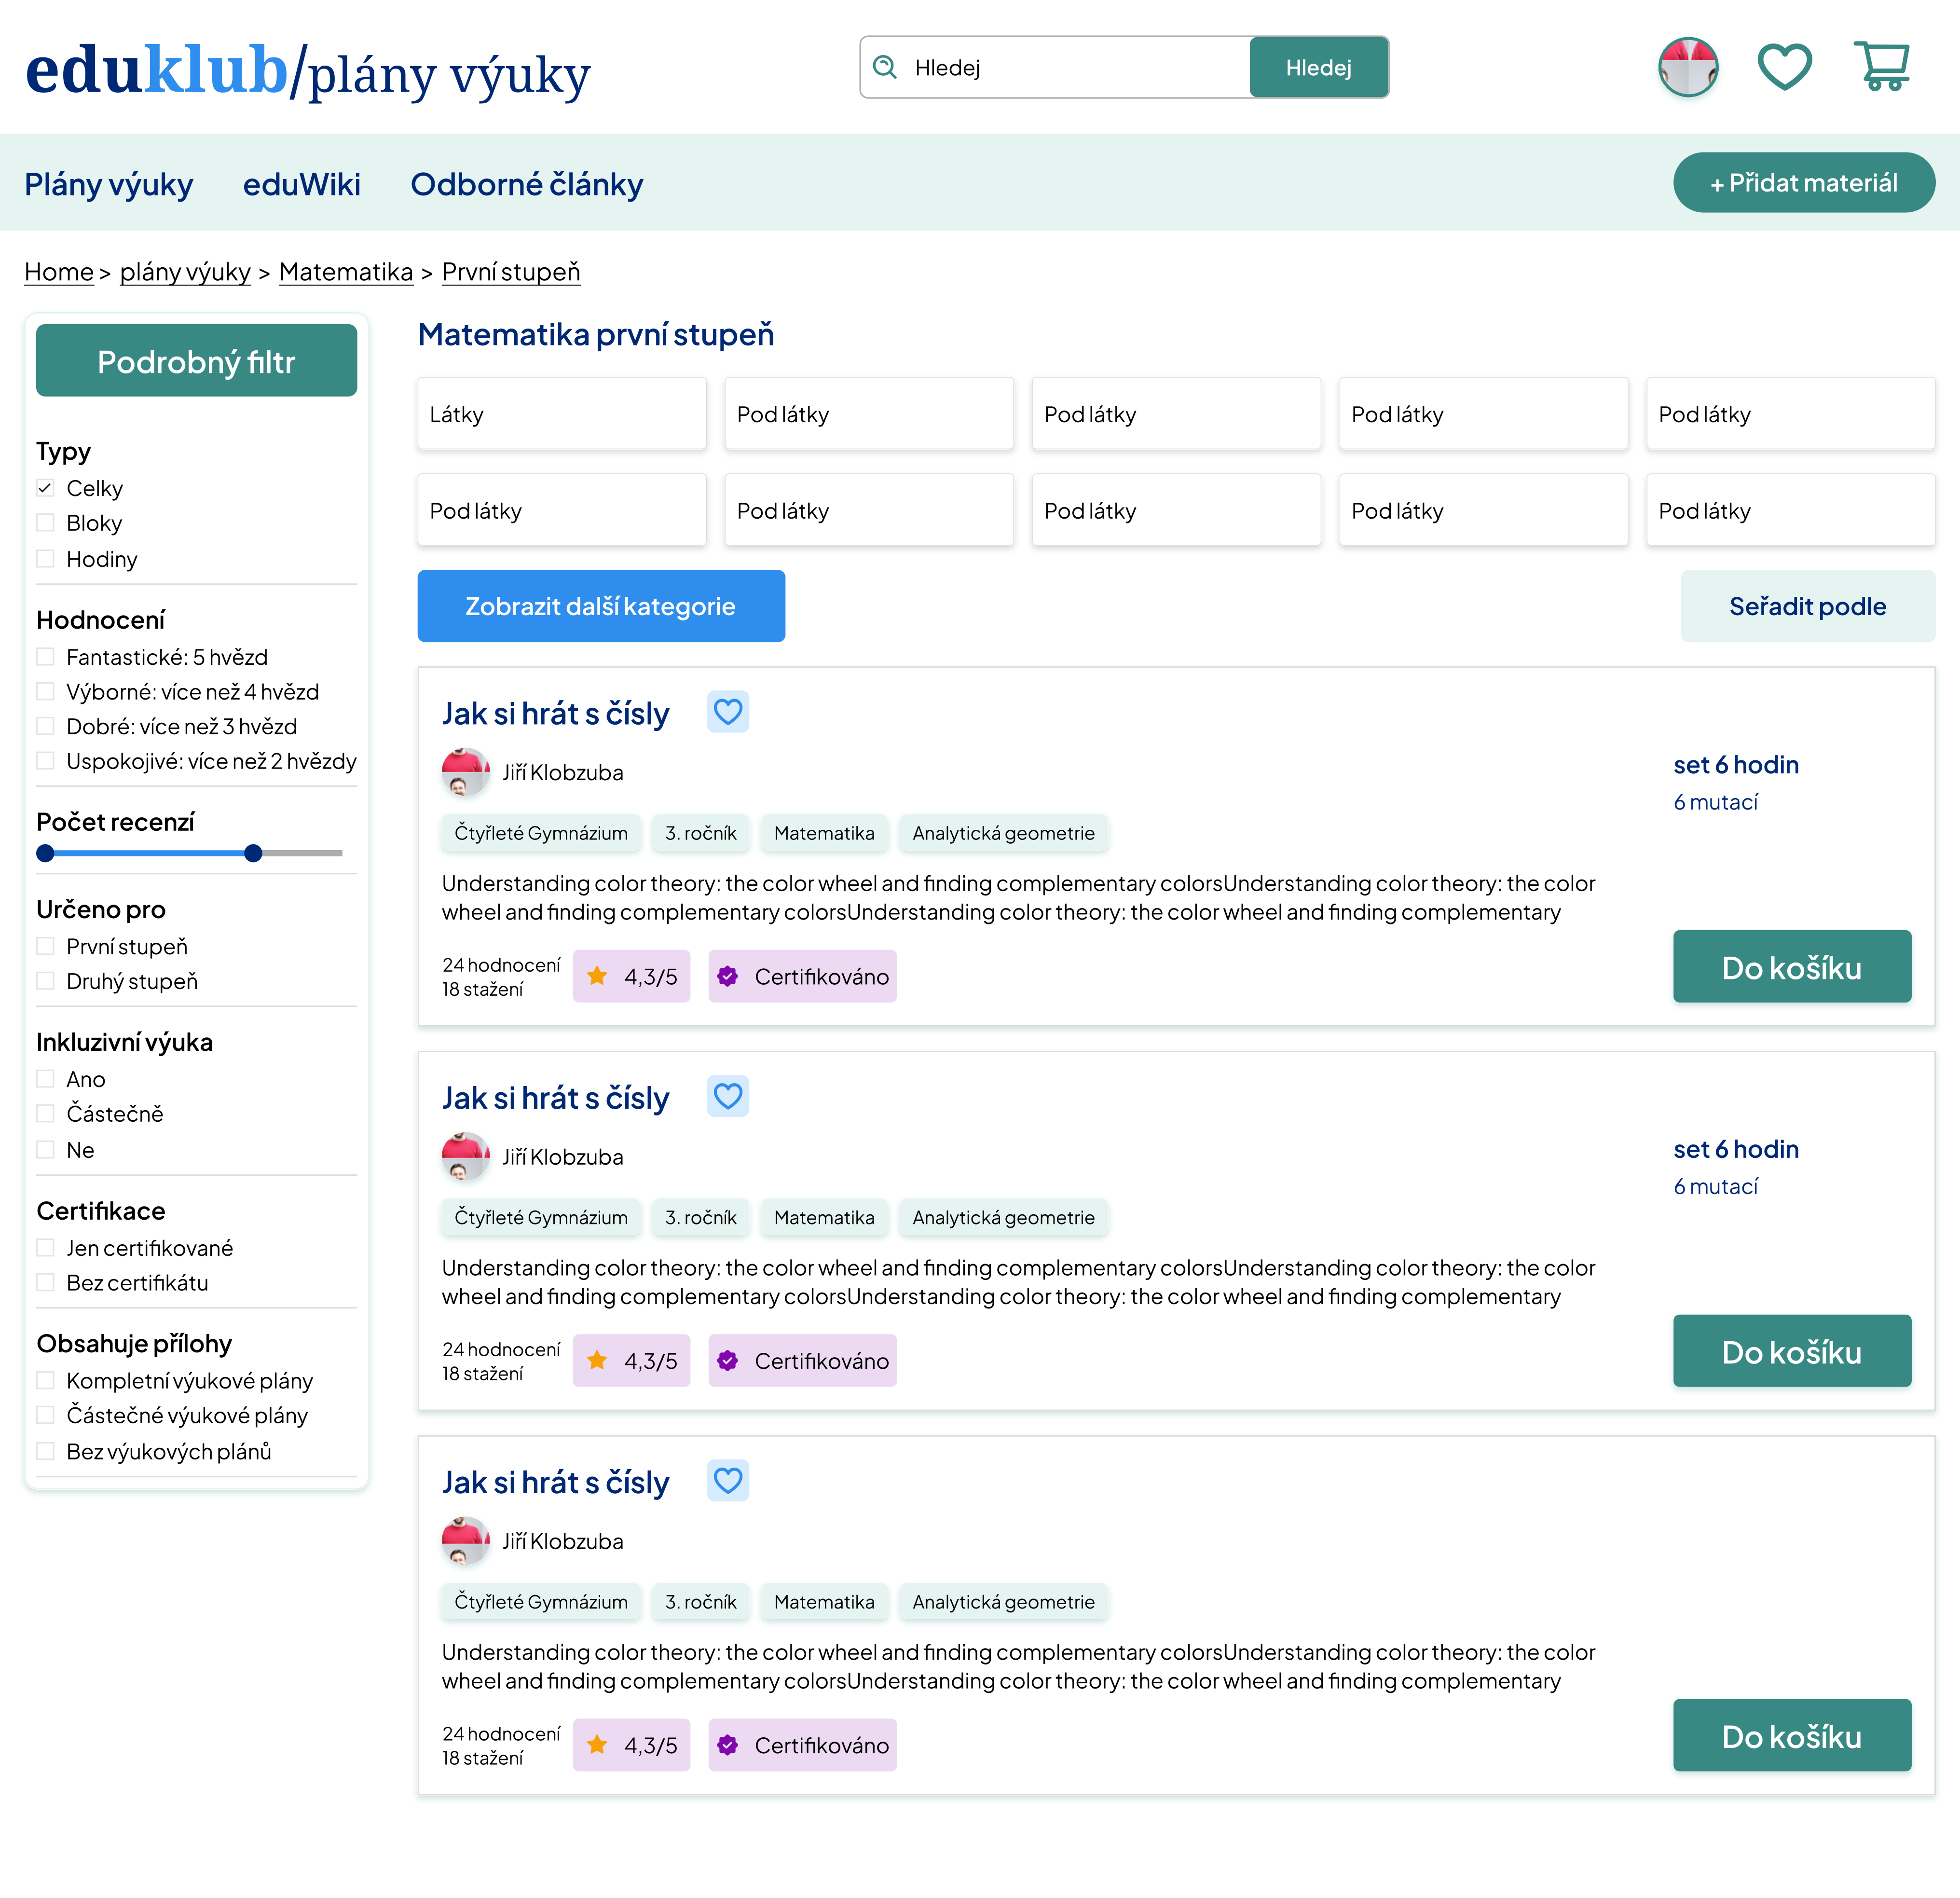 eduklub/plány výuky
Hledej
Hledej
Plány výuky
eduWiki
Odborné články
+ Přidat materiál
Home > plány výuky > Matematika > První stupeň
Podrobný filtr
Typy
Celky
Bloky
Hodiny
Hodnocení
Fantastické: 5 hvězd
Výborné: více než 4 hvězd
Dobré: více než 3 hvězd
Uspokojivé: více než 2 hvězdy
Počet recenzí
Určeno pro
První stupeň
Druhý stupeň
Inkluzivní výuka
Ano
Částečně
Ne
Certifikace
Jen certifikované
Bez certifikátu
Obsahuje přílohy
Kompletní výukové plány
Částečné výukové plány
Bez výukových plánů
Matematika první stupeň
Látky
Pod látky
Pod látky
Pod látky
Pod látky
Pod látky
Pod látky
Pod látky
Pod látky
Pod látky
Zobrazit další kategorie
Seřadit podle
Jak si hrát s čísly
Jiří Klobzuba
Čtyřleté Gymnázium
3. ročník
Matematika
Analytická geometrie
Understanding color theory: the color wheel and finding complementary colorsUnderstanding color theory: the color
wheel and finding complementary colorsUnderstanding color theory: the color wheel and finding complementary
24 hodnocení
18 stažení
4,3/5
Certifikováno
set 6 hodin
6 mutací
Do košíku
Jak si hrát s čísly
Jiří Klobzuba
Čtyřleté Gymnázium
3. ročník
Matematika
Analytická geometrie
Understanding color theory: the color wheel and finding complementary colorsUnderstanding color theory: the color
wheel and finding complementary colorsUnderstanding color theory: the color wheel and finding complementary
24 hodnocení
18 stažení
4,3/5
Certifikováno
set 6 hodin
6 mutací
Do košíku
Jak si hrát s čísly
Jiří Klobzuba
Čtyřleté Gymnázium
3. ročník
Matematika
Analytická geometrie
Understanding color theory: the color wheel and finding complementary colorsUnderstanding color theory: the color
wheel and finding complementary colorsUnderstanding color theory: the color wheel and finding complementary
24 hodnocení
18 stažení
4,3/5
Certifikováno
Do košíku